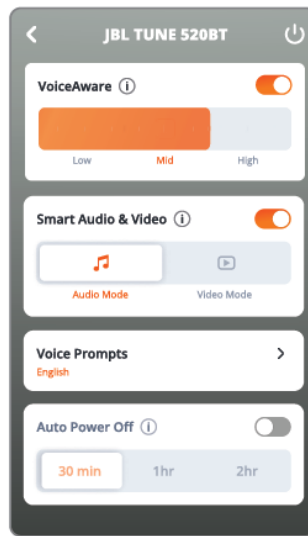 JBL TUNE 520BT
VoiceAware
Low Mid High
Smart Audio & Video
Audio Mode Video Mode
Voice Prompts
English
Auto Power Off
30 min 1hr 2hr